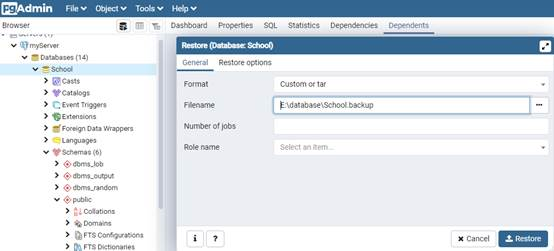 pgAdmin File Object Tools Help
Browser Dashboard Properties SQL Statistics Dependencies Dependents
Servers (1)
myServer
Databases (14)
School
Casts
Catalogs
Event Triggers
Extensions
Foreign Data Wrappers
Languages
Schemas (6)
dbms_lob
dbms_output
dbms_random
public
Collations
Domains
FTS Configurations
FTS Dictionaries
Restore (Database: School)
General Restore options
Format Custom or tar
Filename E:\database\School.backup
Number of jobs
Role name Select an item...
i ? Cancel Restore